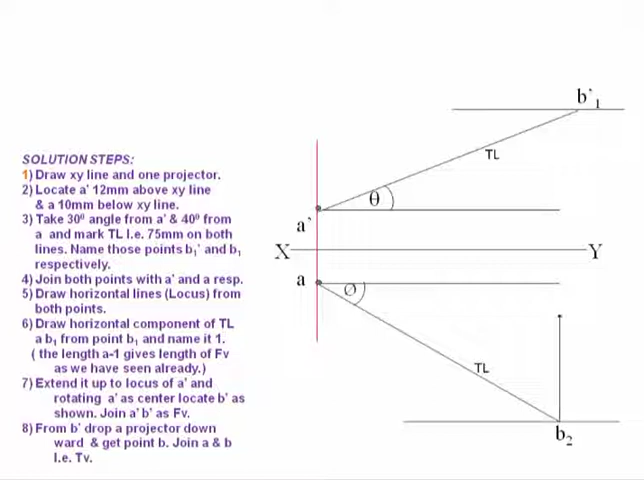 SOLUTION STEPS:
1) Draw xy line and one projector.
2) Locate a' 12mm above xy line
& a 10mm below xy line.
3) Take 30⁰ angle from a' & 40⁰ from
a and mark TL I.e. 75mm on both
lines. Name those points b₁' and b₁
respectively.
4) Join both points with a' and a resp.
5) Draw horizontal lines (Locus) from
both points.
6) Draw horizontal component of TL
a b₁ from point b₁ and name it 1.
( the length a-1 gives length of Fv
as we have seen already.)
7) Extend it up to locus of a' and
rotating a' as center locate b' as
shown. Join a' b' as Fv.
8) From b' drop a projector down
ward & get point b. Join a & b
I.e. Tv.
b'₁
TL
θ
a'
X
Y
a
Ø
TL
b₂